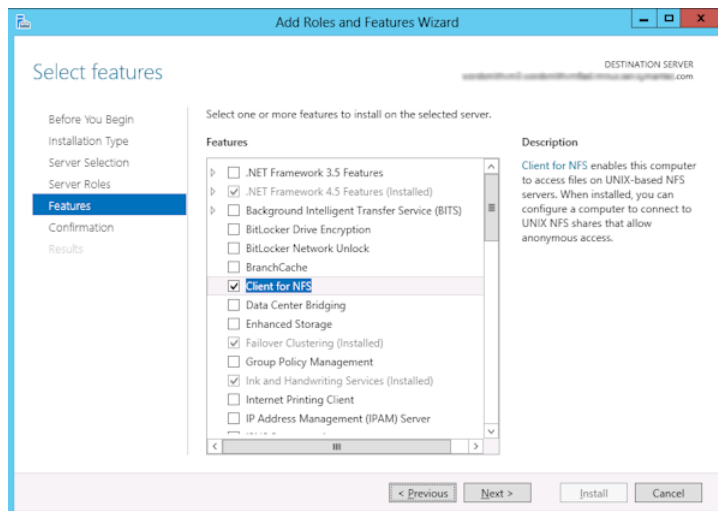 Add Roles and Features Wizard
Select features
DESTINATION SERVER
.com
Before You Begin
Installation Type
Server Selection
Server Roles
Features
Confirmation
Results
Select one or more features to install on the selected server.
Features
.NET Framework 3.5 Features
.NET Framework 4.5 Features (Installed)
Background Intelligent Transfer Service (BITS)
BitLocker Drive Encryption
BitLocker Network Unlock
BranchCache
Client for NFS
Data Center Bridging
Enhanced Storage
Failover Clustering (Installed)
Group Policy Management
Ink and Handwriting Services (Installed)
Internet Printing Client
IP Address Management (IPAM) Server
Description
Client for NFS enables this computer
to access files on UNIX-based NFS
servers. When installed, you can
configure a computer to connect to
UNIX NFS shares that allow
anonymous access.
< Previous
Next >
Install
Cancel